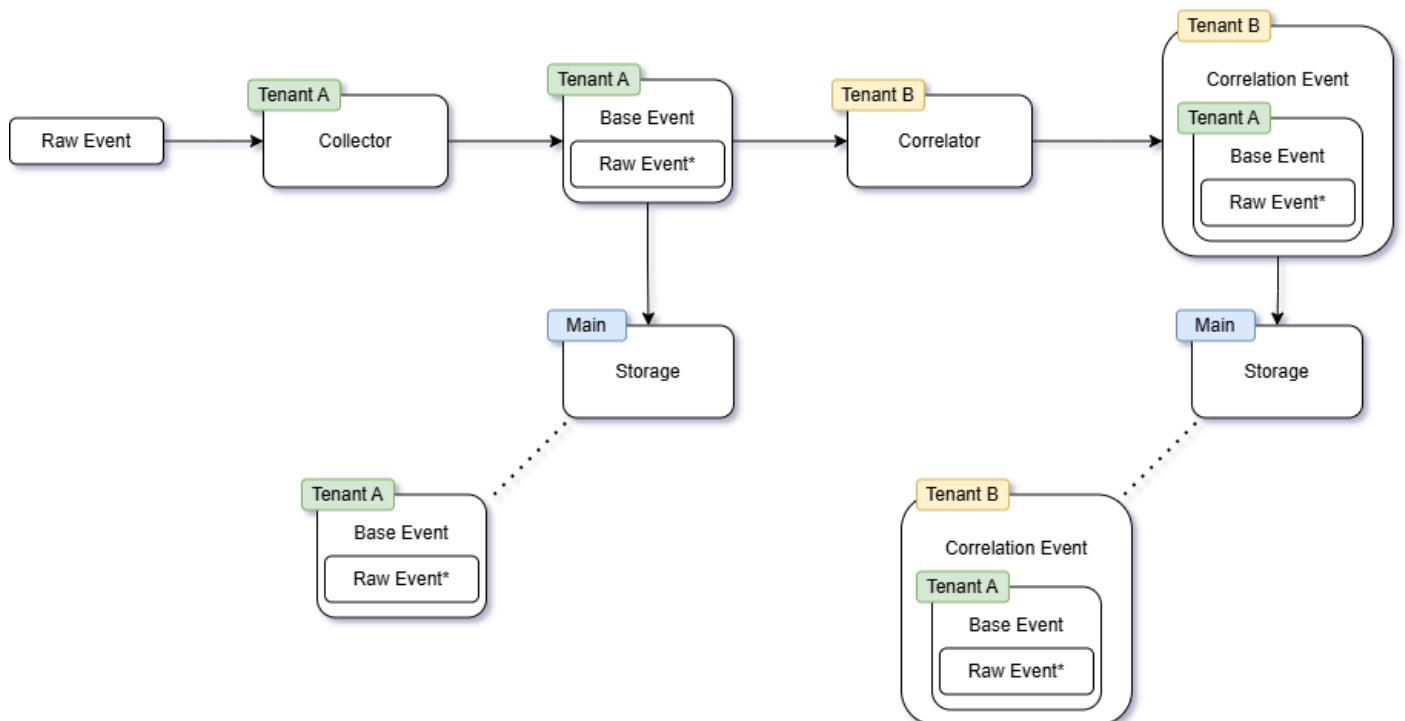 Tenant B
Correlation Event
Tenant A
Base Event
Raw Event*
Tenant A
Base Event
Raw Event*
Tenant A
Collector
Tenant B
Correlator
Raw Event
Main
Storage
Main
Storage
Tenant A
Base Event
Raw Event*
Tenant B
Correlation Event
Tenant A
Base Event
Raw Event*